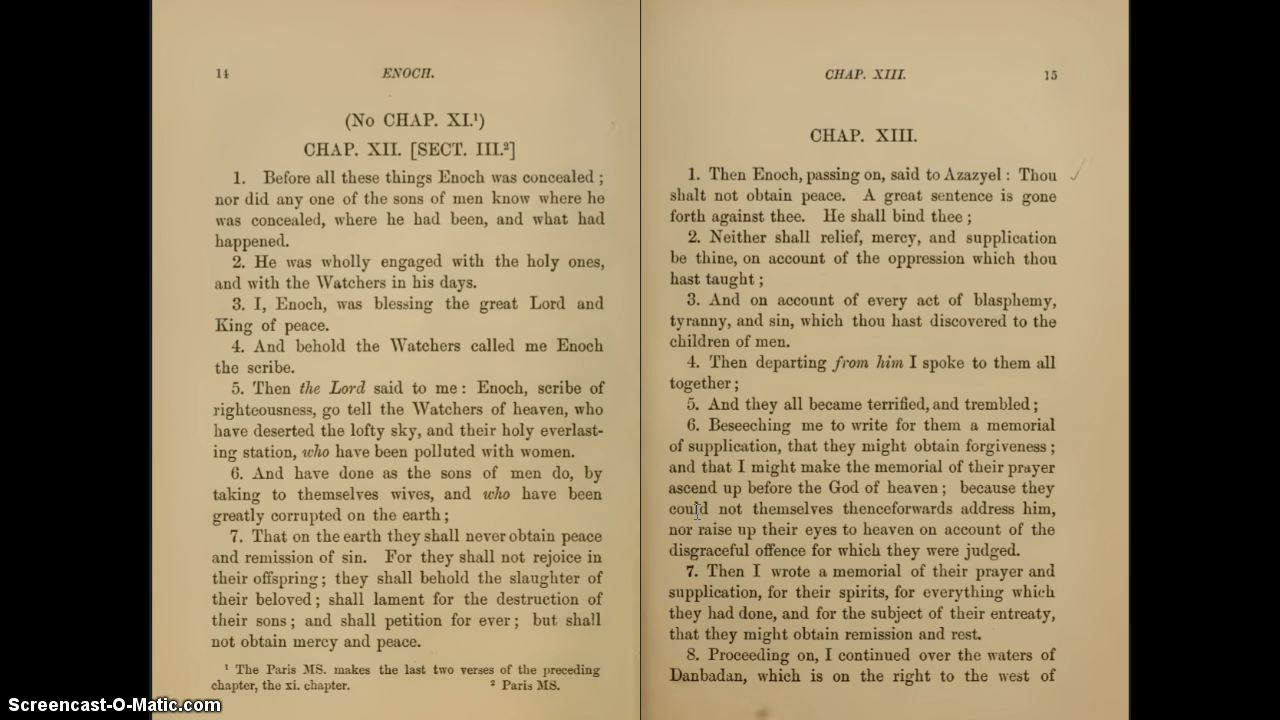 14 ENOCH.
(No CHAP. XI.¹)
CHAP. XII. [SECT. III.²]
1. Before all these things Enoch was concealed ;
nor did any one of the sons of men know where he
was concealed, where he had been, and what had
happened.
2. He was wholly engaged with the holy ones,
and with the Watchers in his days.
3. I, Enoch, was blessing the great Lord and
King of peace.
4. And behold the Watchers called me Enoch
the scribe.
5. Then the Lord said to me : Enoch, scribe of
righteousness, go tell the Watchers of heaven, who
have deserted the lofty sky, and their holy everlast-
ing station, who have been polluted with women.
6. And have done as the sons of men do, by
taking to themselves wives, and who have been
greatly corrupted on the earth ;
7. That on the earth they shall never obtain peace
and remission of sin. For they shall not rejoice in
their offspring ; they shall behold the slaughter of
their beloved ; shall lament for the destruction of
their sons ; and shall petition for ever ; but shall
not obtain mercy and peace.
¹ The Paris MS. makes the last two verses of the preceding
chapter, the xi. chapter. ² Paris MS.
CHAP. XIII. 15
CHAP. XIII.
1. Then Enoch, passing on, said to Azazyel : Thou
shalt not obtain peace. A great sentence is gone
forth against thee. He shall bind thee ;
2. Neither shall relief, mercy, and supplication
be thine, on account of the oppression which thou
hast taught ;
3. And on account of every act of blasphemy,
tyranny, and sin, which thou hast discovered to the
children of men.
4. Then departing from him I spoke to them all
together ;
5. And they all became terrified, and trembled ;
6. Beseeching me to write for them a memorial
of supplication, that they might obtain forgiveness ;
and that I might make the memorial of their prayer
ascend up before the God of heaven ; because they
could not themselves thenceforwards address him,
nor raise up their eyes to heaven on account of the
disgraceful offence for which they were judged.
7. Then I wrote a memorial of their prayer and
supplication, for their spirits, for everything which
they had done, and for the subject of their entreaty,
that they might obtain remission and rest.
8. Proceeding on, I continued over the waters of
Danbadan, which is on the right to the west of
Screencast-O-Matic.com